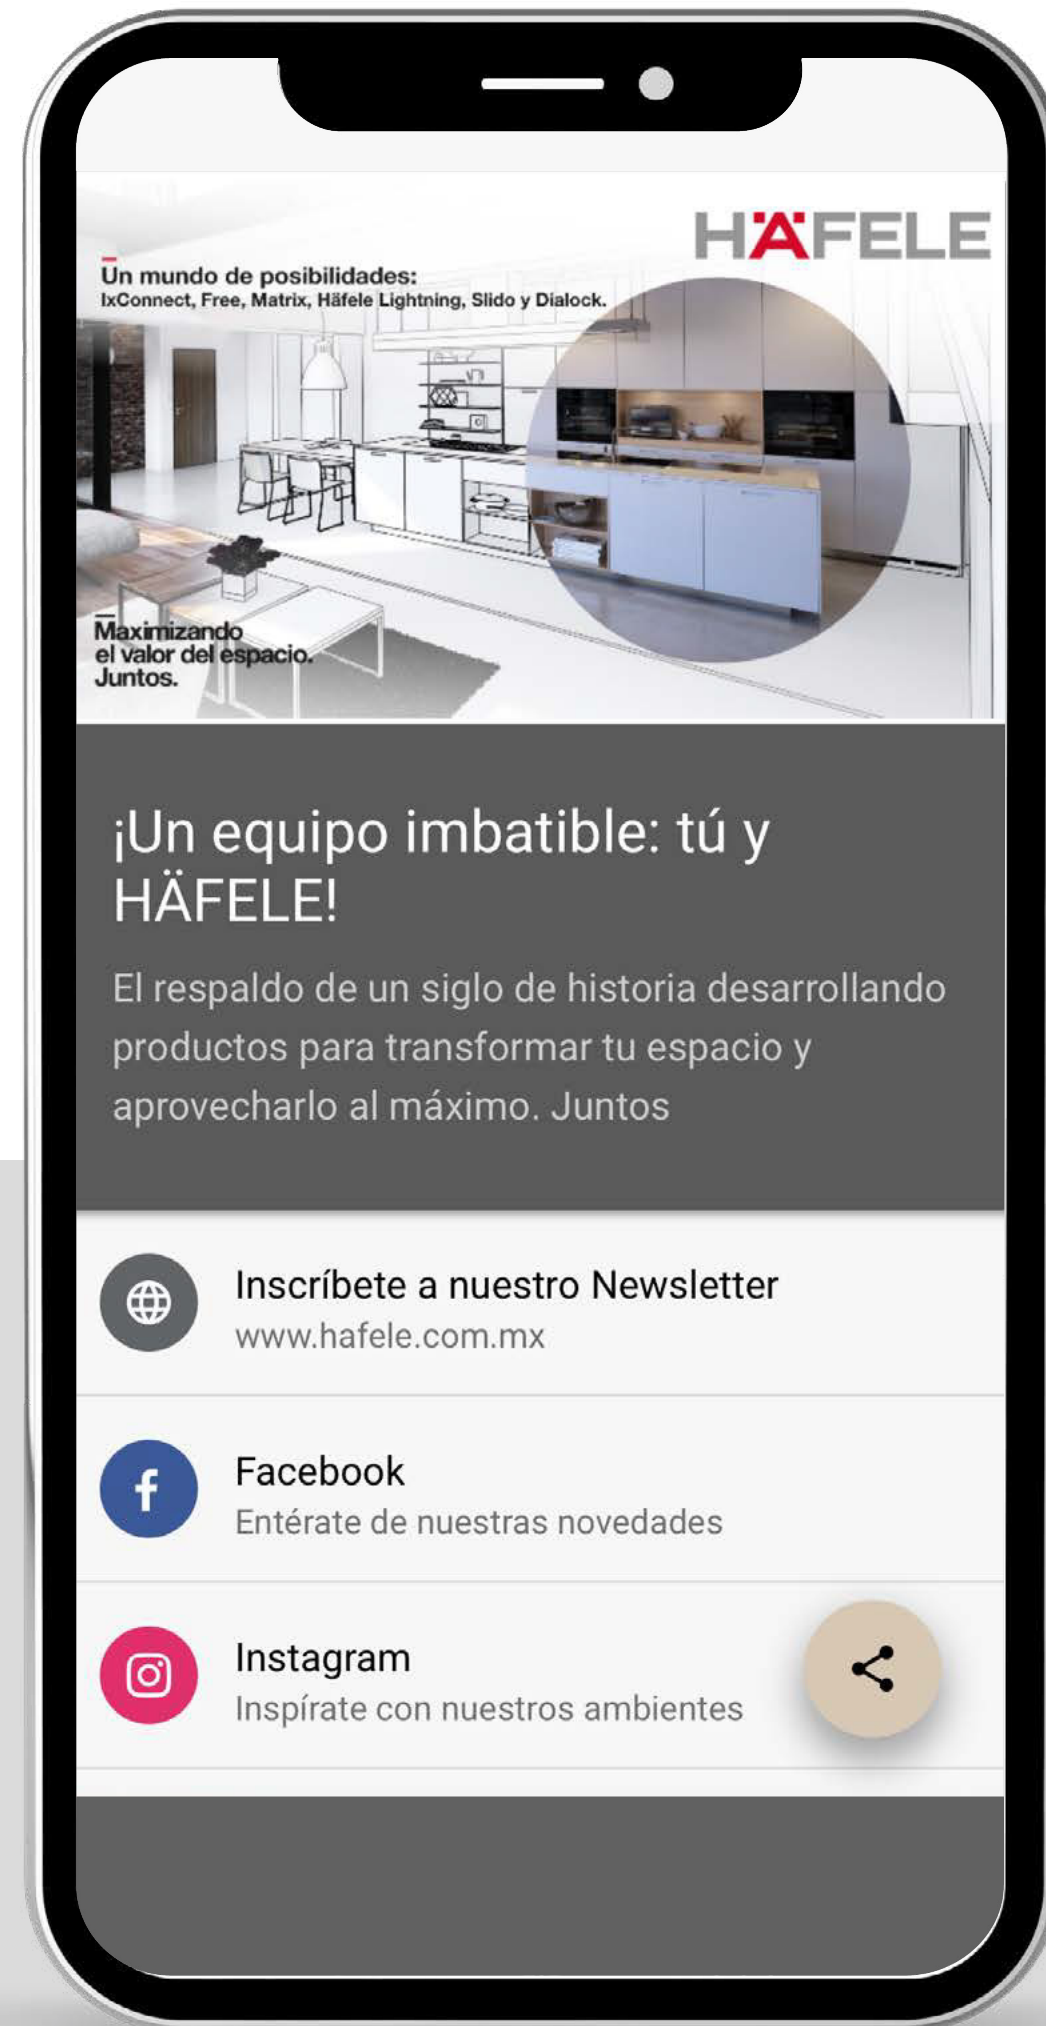 HÄFELE
Un mundo de posibilidades:
IxConnect, Free, Matrix, Häfele Lightning, Slido y Dialock.
Maximizando
el valor del espacio.
Juntos.
¡Un equipo imbatible: tú y
HÄFELE!
El respaldo de un siglo de historia desarrollando
productos para transformar tu espacio y
aprovecharlo al máximo. Juntos
Inscríbete a nuestro Newsletter
www.hafele.com.mx
Facebook
Entérate de nuestras novedades
Instagram
Inspírate con nuestros ambientes